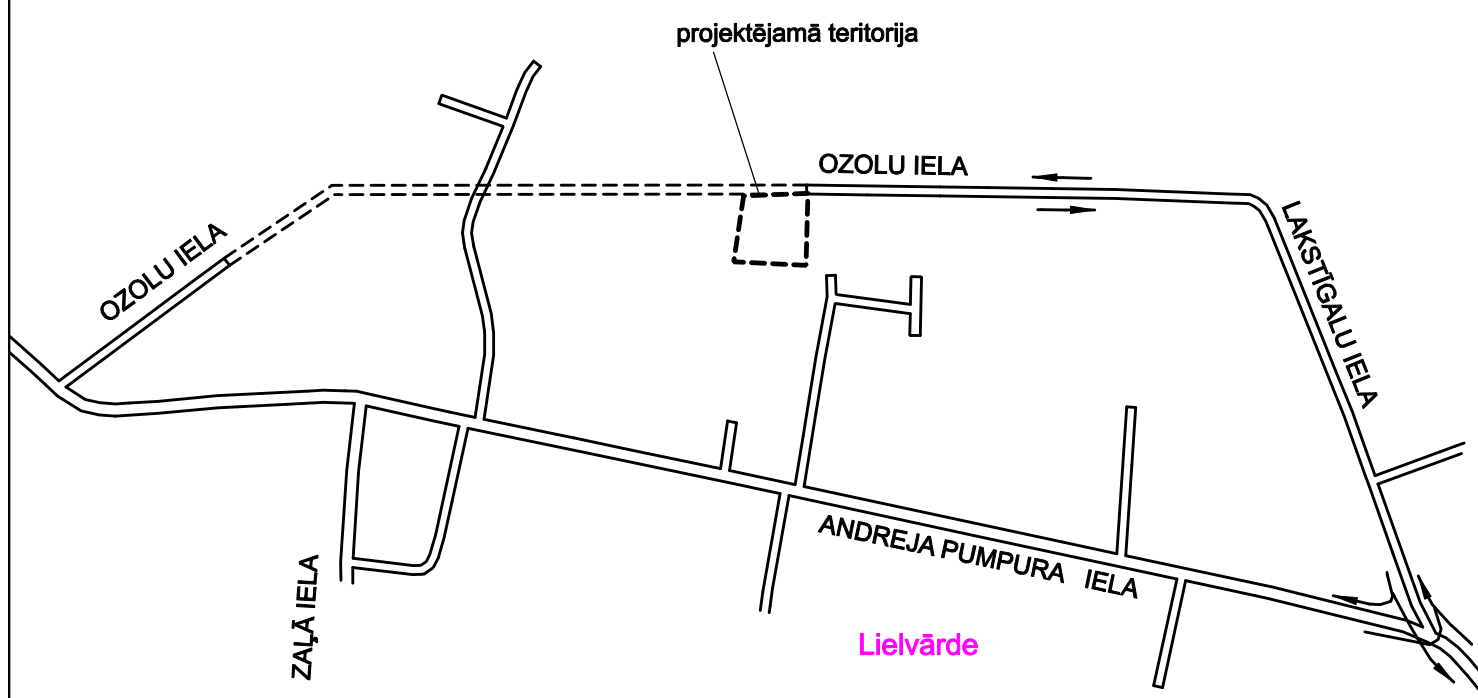 projektējamā teritorija
OZOLU IELA
OZOLU IELA
LAKSTĪGALU IELA
ANDREJA PUMPURA IELA
ZAĻĀ IELA
Lielvārde